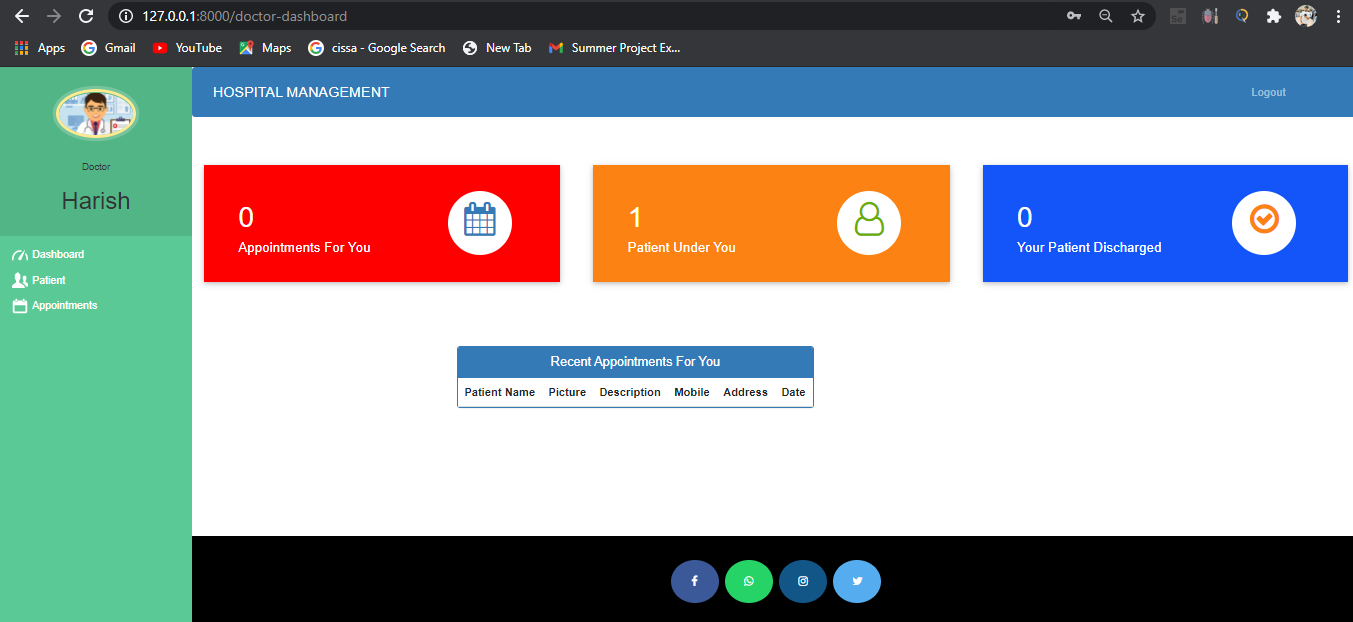 127.0.0.1:8000/doctor-dashboard
Apps Gmail YouTube Maps cissa - Google Search New Tab Summer Project Ex...
HOSPITAL MANAGEMENT Logout
Doctor
Harish
Dashboard
Patient
Appointments
0
Appointments For You
1
Patient Under You
0
Your Patient Discharged
Recent Appointments For You
Patient Name Picture Description Mobile Address Date